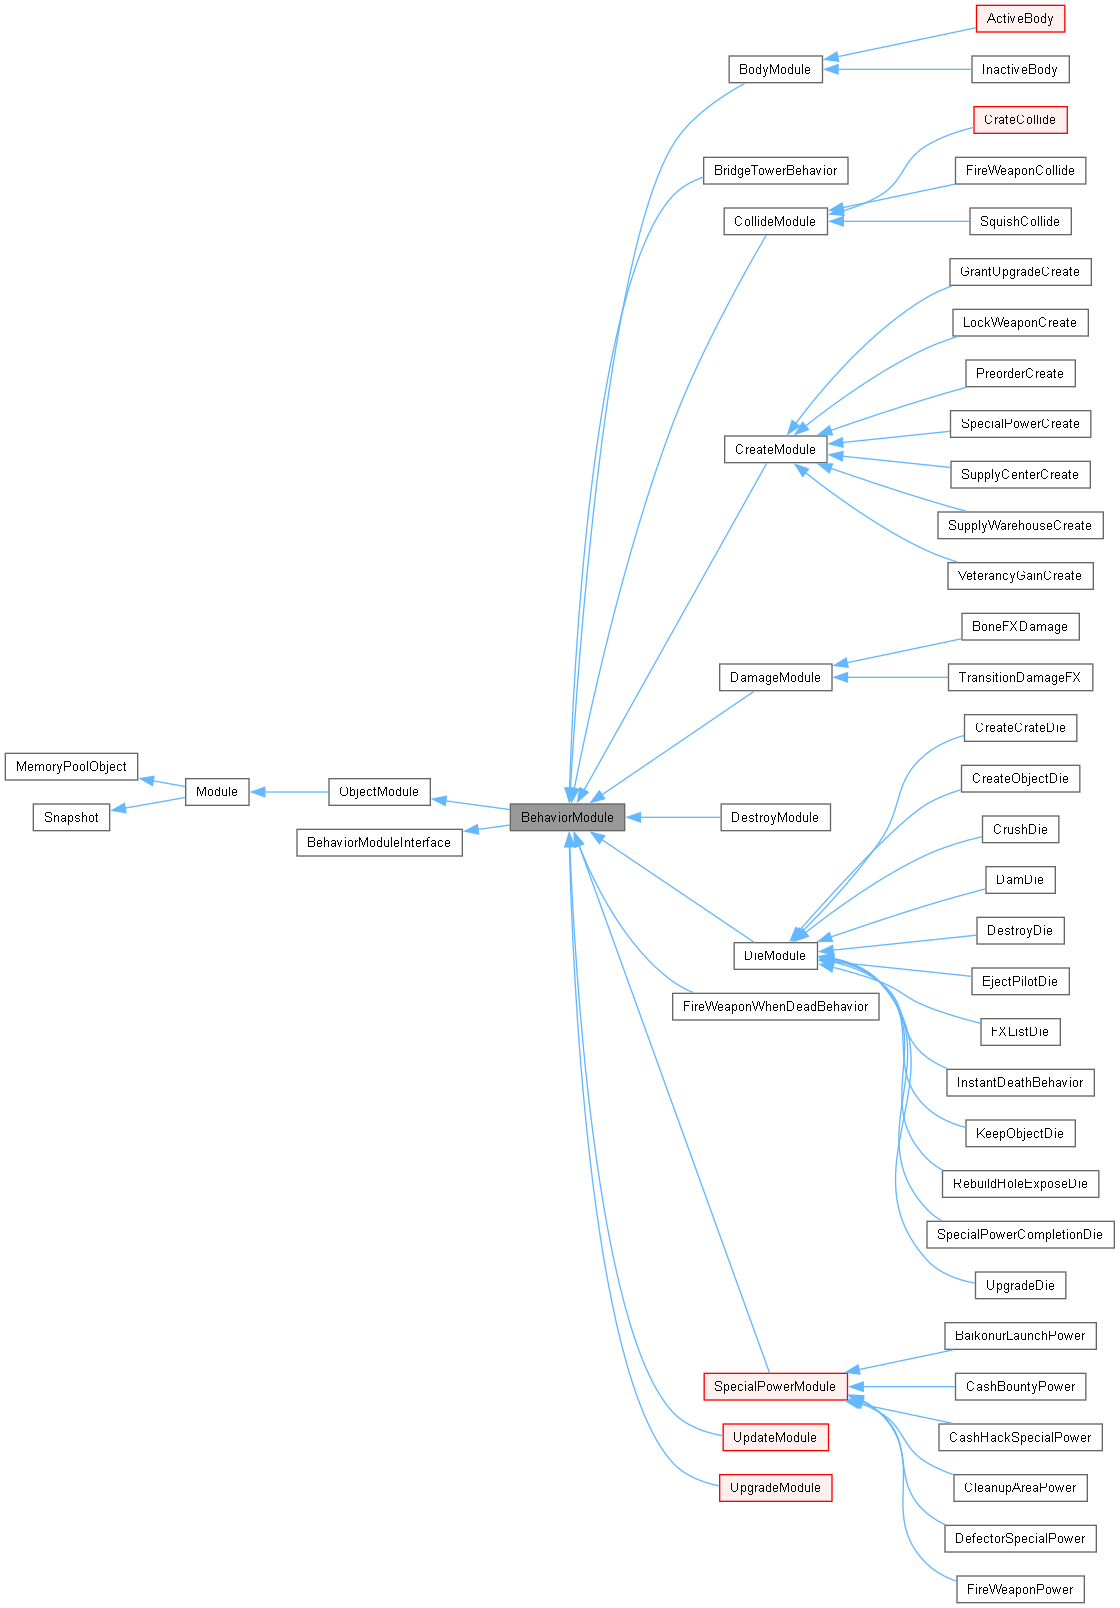 ActiveBody
BodyModule
InactiveBody
CrateCollide
BridgeTowerBehavior
FireWeaponCollide
CollideModule
SquishCollide
GrantUpgradeCreate
LockWeaponCreate
PreorderCreate
SpecialPowerCreate
CreateModule
SupplyCenterCreate
SupplyWarehouseCreate
VeterancyGainCreate
BoneFXDamage
DamageModule
TransitionDamageFX
CreateCrateDie
MemoryPoolObject
CreateObjectDie
Module
ObjectModule
Snapshot
BehaviorModule
DestroyModule
CrushDie
BehaviorModuleInterface
DamDie
DestroyDie
DieModule
EjectPilotDie
FireWeaponWhenDeadBehavior
FXListDie
InstantDeathBehavior
KeepObjectDie
RebuildHoleExposeDie
SpecialPowerCompletionDie
UpgradeDie
BaikonurLaunchPower
SpecialPowerModule
CashBountyPower
UpdateModule
CashHackSpecialPower
UpgradeModule
CleanupAreaPower
DefectorSpecialPower
FireWeaponPower